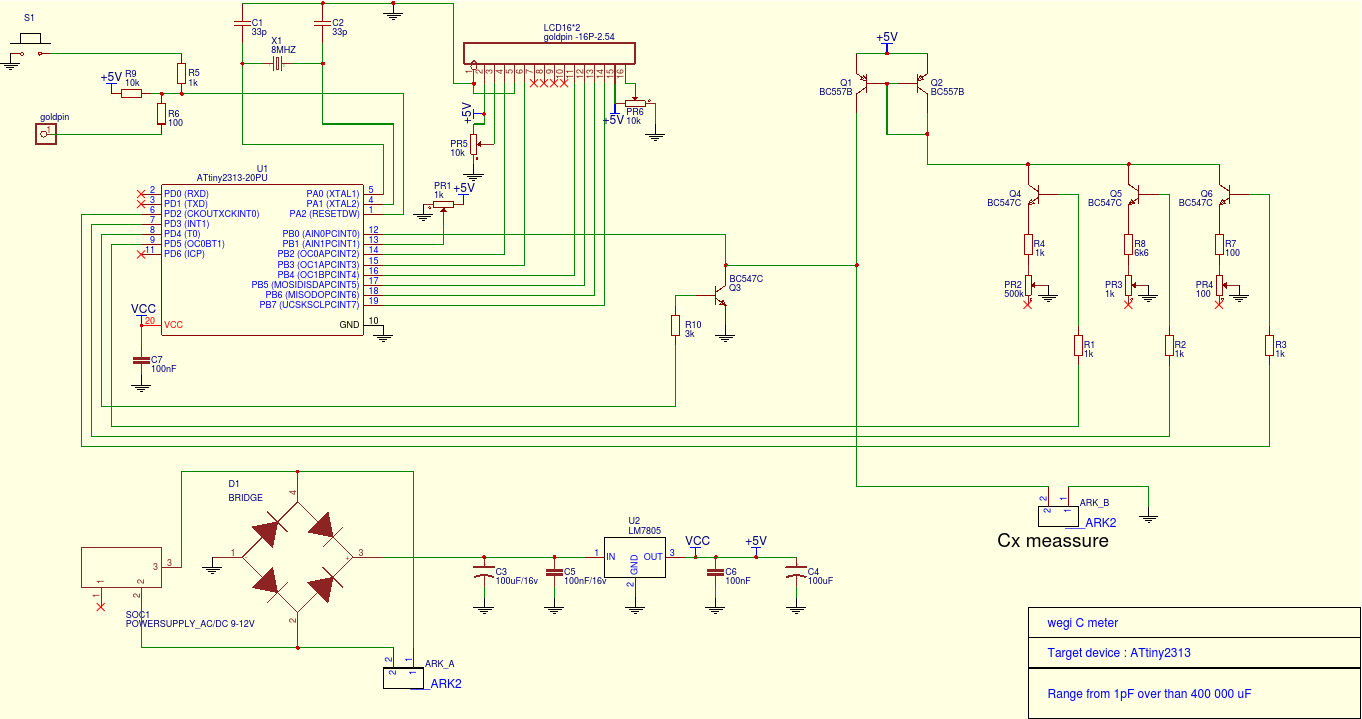 S1
C1
33p
C2
33p
X1
8MHZ
LCD16*2
goldpin -16P-2.54
1 2 3 4 5 6 7 8 9 10 11 12 13 14 15 16
+5V
R9
10k
R5
1k
R6
100
goldpin
1
+5V
PR5
10k
+5V
PR6
10k
PR1
1k
+5V
+5V
Q1
BC557B
Q2
BC557B
U1
ATtiny2313-20PU
2 PD0 (RXD)
3 PD1 (TXD)
6 PD2 (CKOUTXCKINT0)
7 PD3 (INT1)
8 PD4 (T0)
9 PD5 (OC0BT1)
11 PD6 (ICP)
PA0 (XTAL1) 5
PA1 (XTAL2) 4
PA2 (RESETDW) 1
PB0 (AIN0PCINT0) 12
PB1 (AIN1PCINT1) 13
PB2 (OC0APCINT2) 14
PB3 (OC1APCINT3) 15
PB4 (OC1BPCINT4) 16
PB5 (MOSIDISDAPCINT5) 17
PB6 (MISODOPCINT6) 18
PB7 (UCSKSCLPCINT7) 19
VCC
20 VCC
GND 10
C7
100nF
BC547C
Q3
R10
3k
Q4
BC547C
Q5
BC547C
Q6
BC547C
R4
1k
R8
6k6
R7
100
PR2
500k
PR3
1k
PR4
100
R1
1k
R2
1k
R3
1k
D1
BRIDGE
4
1
3
2
3 3
1
2
1
2
SOC1
POWERSUPPLY_AC/DC 9-12V
2
1
2
1
ARK_A
ARK2
C3
100uF/16v
C5
100nF/16v
U2
LM7805
1 IN
OUT 3
GND
2
VCC
+5V
C6
100nF
C4
100uF
2
1
2
1
ARK_B
ARK2
Cx meassure
wegi C meter
Target device : ATtiny2313
Range from 1pF over than 400 000 uF